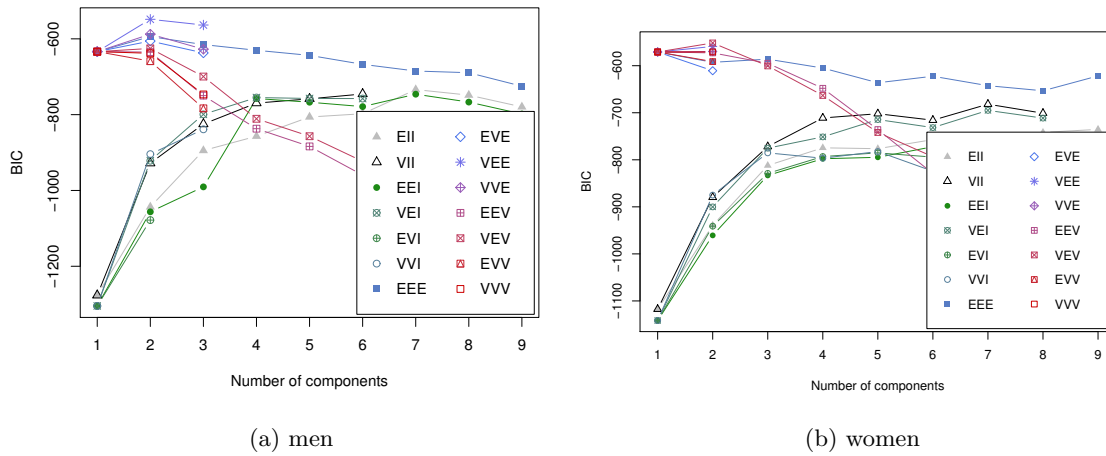 BIC
−600
−800
−1000
−1200
EII
VII
EEI
VEI
EVI
VVI
EEE
EVE
VEE
VVE
EEV
VEV
EVV
VVV
1 2 3 4 5 6 7 8 9
Number of components
(a) men
BIC
−600
−700
−800
−900
−1000
−1100
EII
VII
EEI
VEI
EVI
VVI
EEE
EVE
VEE
VVE
EEV
VEV
EVV
VVV
1 2 3 4 5 6 7 8 9
Number of components
(b) women